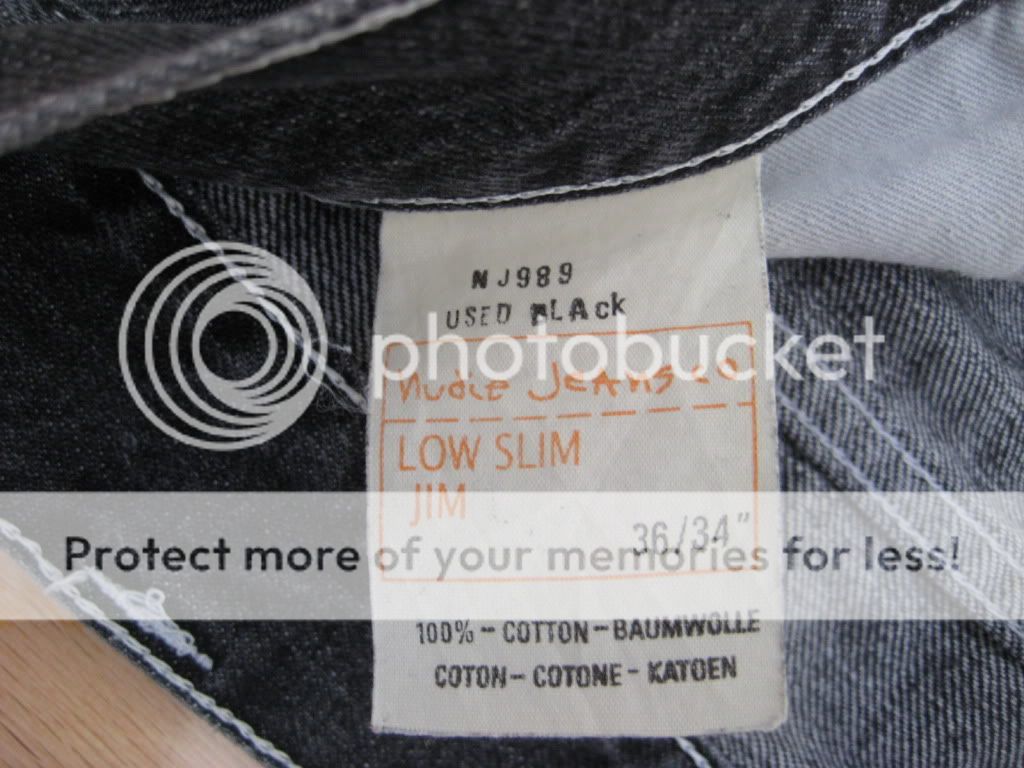 NJ989
USED BLACK
photobucket
nudie JEANS co
LOW SLIM
JIM
36/34"
Protect more of your memories for less!
100% - COTTON - BAUMWOLLE
COTON - COTONE - KATOEN